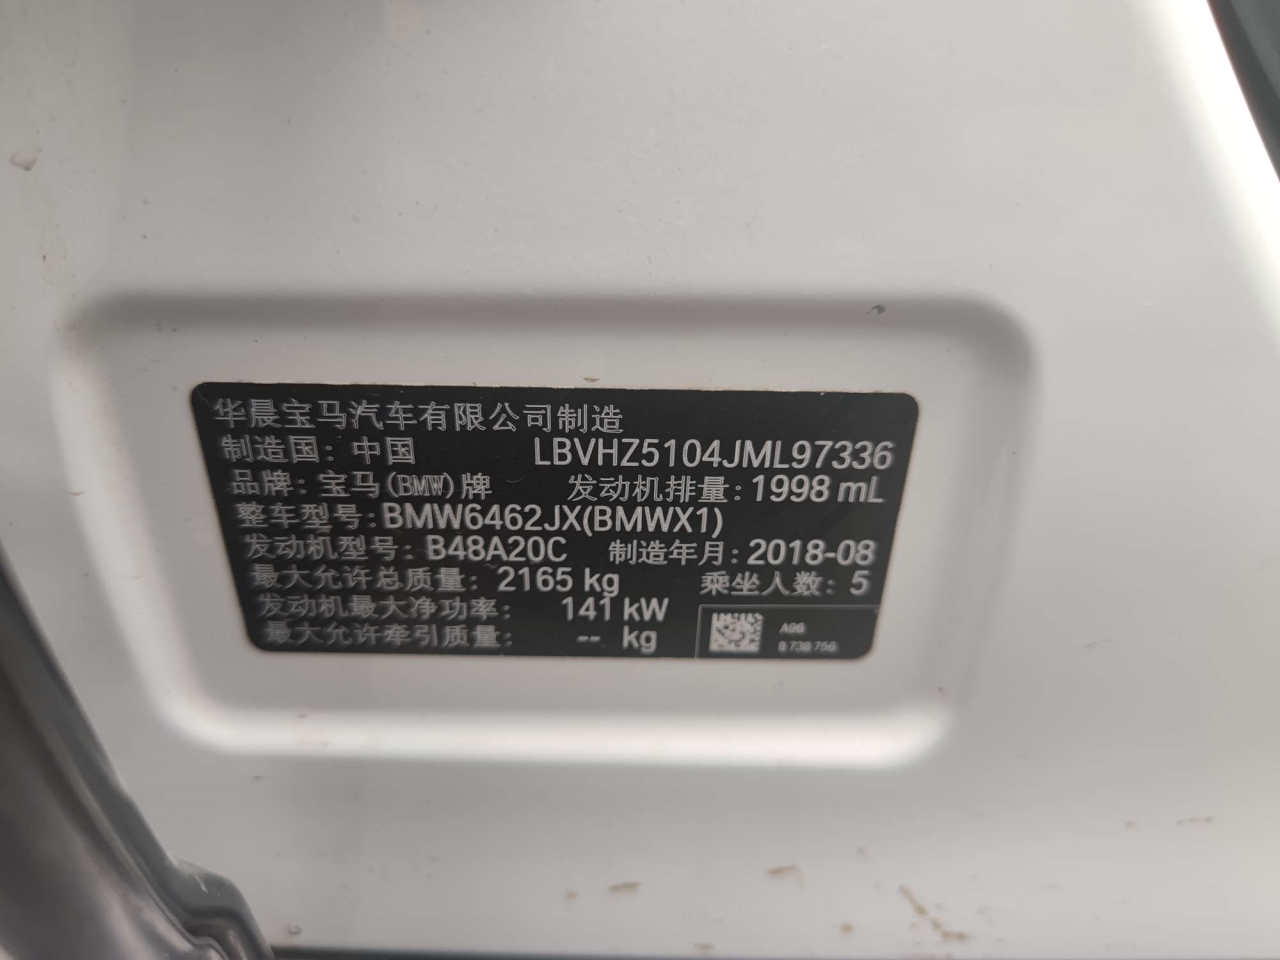 华晨宝马汽车有限公司制造
制造国: 中国 LBVHZ5104JML97336
品牌: 宝马(BMW)牌 发动机排量: 1998 mL
整车型号: BMW6462JX(BMWX1)
发动机型号: B48A20C 制造年月: 2018-08
最大允许总质量: 2165 kg 乘坐人数: 5
发动机最大净功率: 141 kW
最大允许牵引质量: -- kg
A96
8 738 756